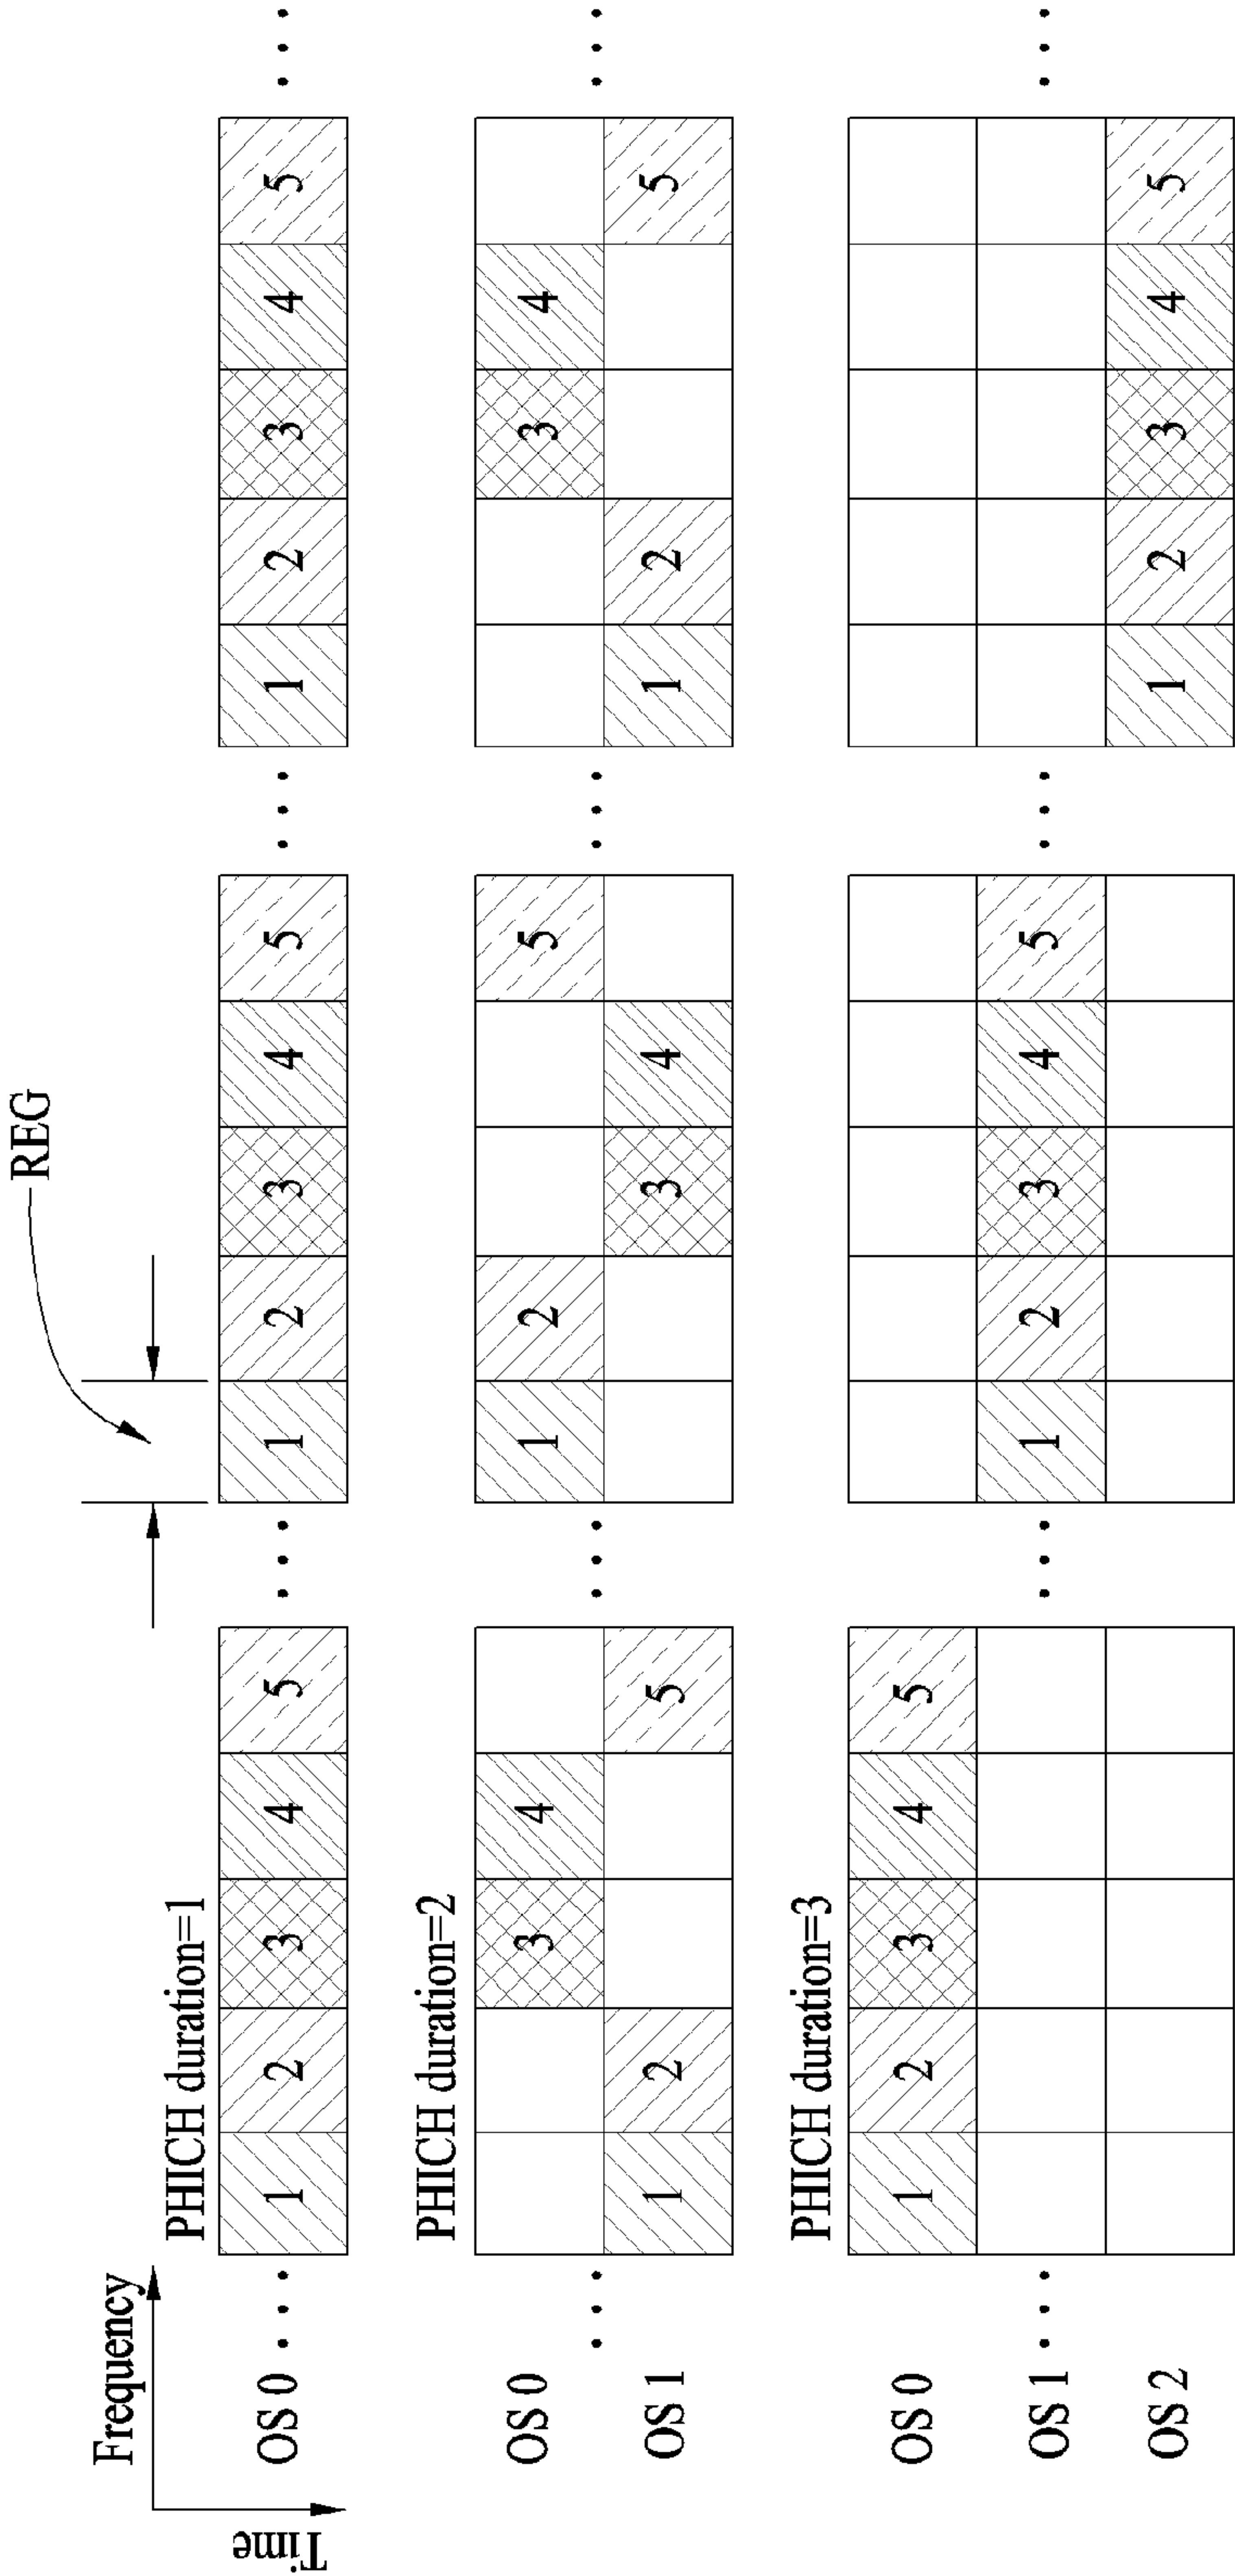 REG
Frequency
Time
PHICH duration=1
OS 0 ••• 1 2 3 4 5 ••• 1 2 3 4 5 ••• 1 2 3 4 5 •••
PHICH duration=2
OS 0 3 4 1 2 5 3 4
••• ••• ••• •••
OS 1 1 2 5 3 4 1 2 5
PHICH duration=3
OS 0 1 2 3 4 5
OS 1 ••• ••• 1 2 3 4 5 ••• •••
OS 2 1 2 3 4 5